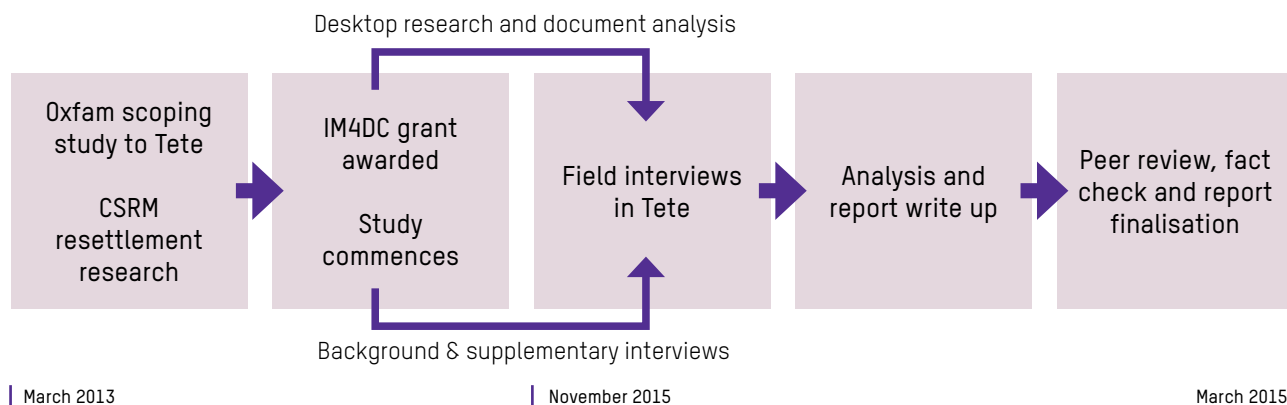 Desktop research and document analysis
Oxfam scoping
study to Tete
CSRM
resettlement
research
IM4DC grant
awarded
Study
commences
Field interviews
in Tete
Analysis and
report write up
Peer review, fact
check and report
finalisation
Background & supplementary interviews
March 2013
November 2015
March 2015